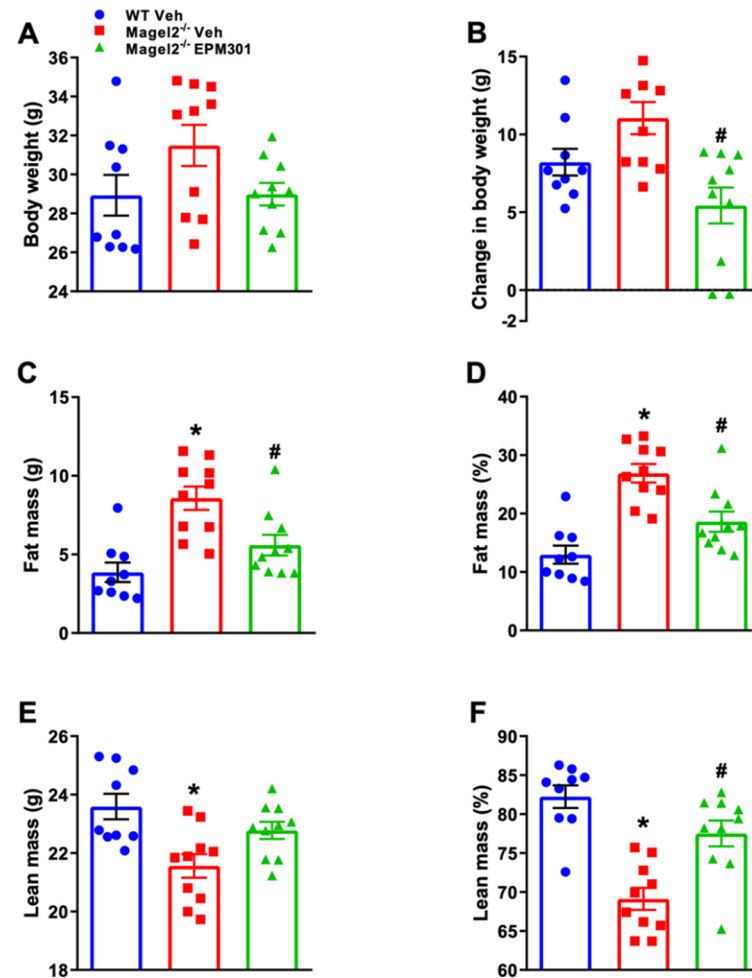 WT Veh
Magel2-/- Veh
Magel2-/- EPM301
A
Body weight (g)
36
34
32
30
28
26
24
B
Change in body weight (g)
15
10
5
0
-2
#
C
Fat mass (g)
15
10
5
0
*
#
D
Fat mass (%)
40
30
20
10
0
*
#
E
Lean mass (g)
26
24
22
20
18
*
F
Lean mass (%)
90
85
80
75
70
65
60
*
#